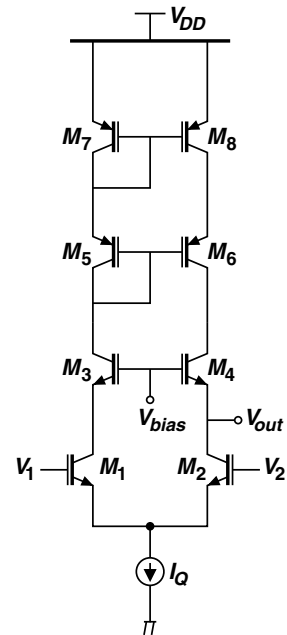 V_DD
M_7 M_8
M_5 M_6
M_3 M_4
V_bias V_out
V_1 M_1 M_2 V_2
I_Q